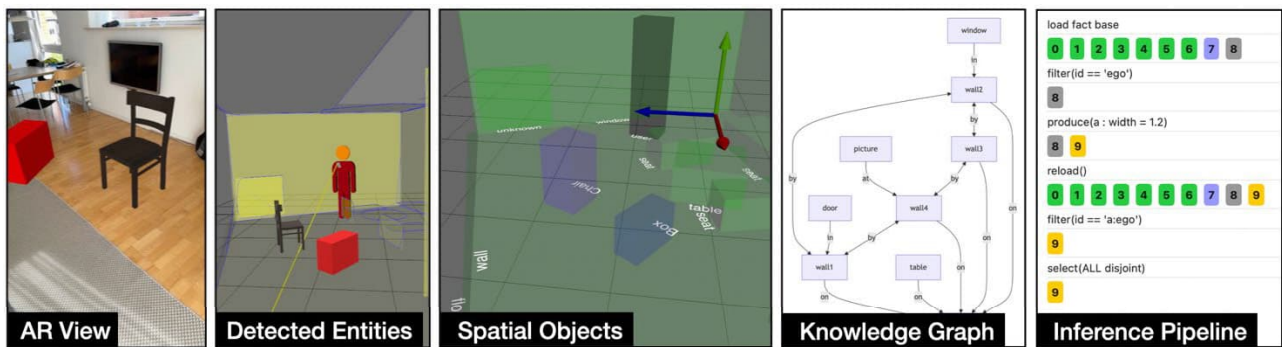 AR View
Detected Entities
unknown
window
user
seat
seat
Chair
table
seat
Box
wall
flo
Spatial Objects
window
in
wall2
by
picture
wall3
at
by
by
on
door
wall4
in
by
wall1
table
on
on
on
Knowledge Graph
load fact base
0 1 2 3 4 5 6 7 8
filter(id == 'ego')
8
produce(a : width = 1.2)
8 9
reload()
0 1 2 3 4 5 6 7 8 9
filter(id == 'a:ego')
9
select(ALL disjoint)
9
Inference Pipeline